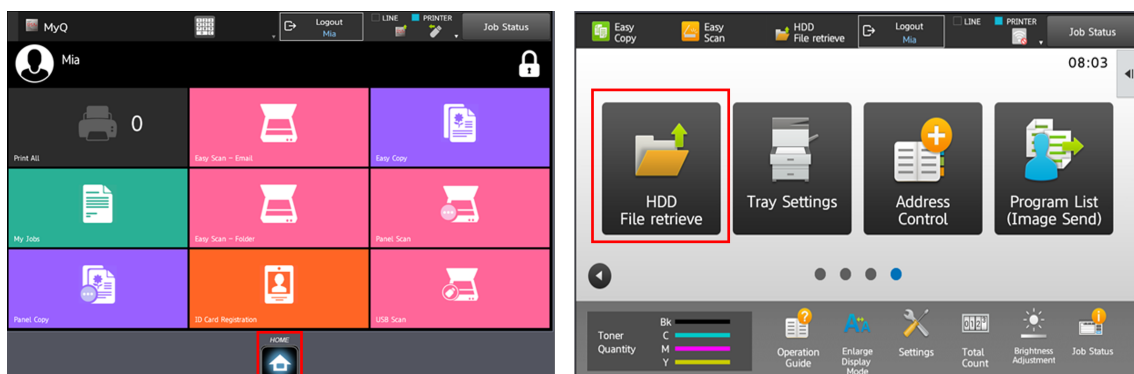 MyQ
Logout
Mia
LINE
PRINTER
Job Status
Mia
0
Print All
Easy Scan – Email
Easy Copy
My Jobs
Easy Scan – Folder
Panel Scan
Panel Copy
ID Card Registration
USB Scan
HOME
Easy
Copy
Easy
Scan
HDD
File retrieve
Logout
Mia
LINE
PRINTER
Job Status
08:03
HDD
File retrieve
Tray Settings
Address
Control
Program List
(Image Send)
Toner
Quantity
Bk
C
M
Y
Operation
Guide
Enlarge
Display
Mode
Settings
Total
Count
Brightness
Adjustment
Job Status